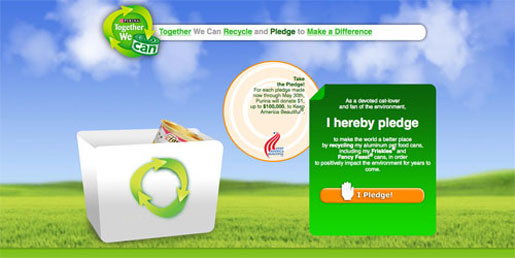 PURINA
Together
We
Can
Together We Can Recycle and Pledge to Make a Difference
Take
the Pledge!
For each pledge made
now through May 30th,
Purina will donate $1,
up to $100,000, to Keep
America Beautiful
As a devoted cat-lover
and fan of the environment,
I hereby pledge
to make the world a better place
by recycling my aluminum pet food cans,
including my Friskies® and
Fancy Feast® cans, in order
to positively impact the environment for years to
come.
I Pledge!